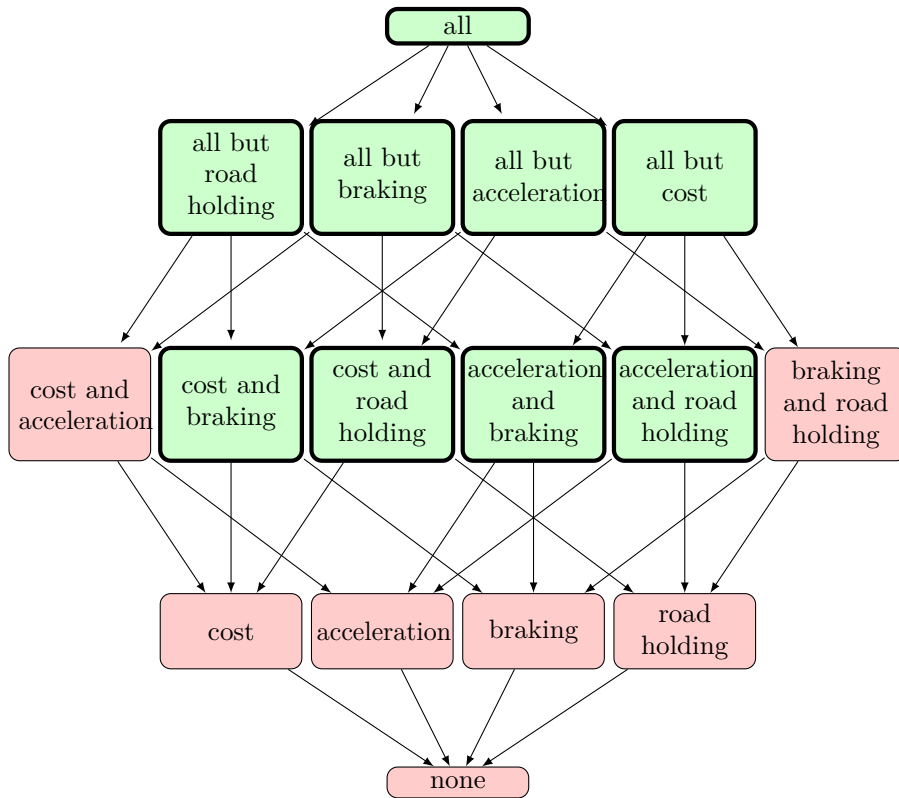 all
all but
road
holding
all but
braking
all but
acceleration
all but
cost
cost and
acceleration
cost and
braking
cost and
road
holding
acceleration
and
braking
acceleration
and road
holding
braking
and road
holding
cost
acceleration
braking
road
holding
none